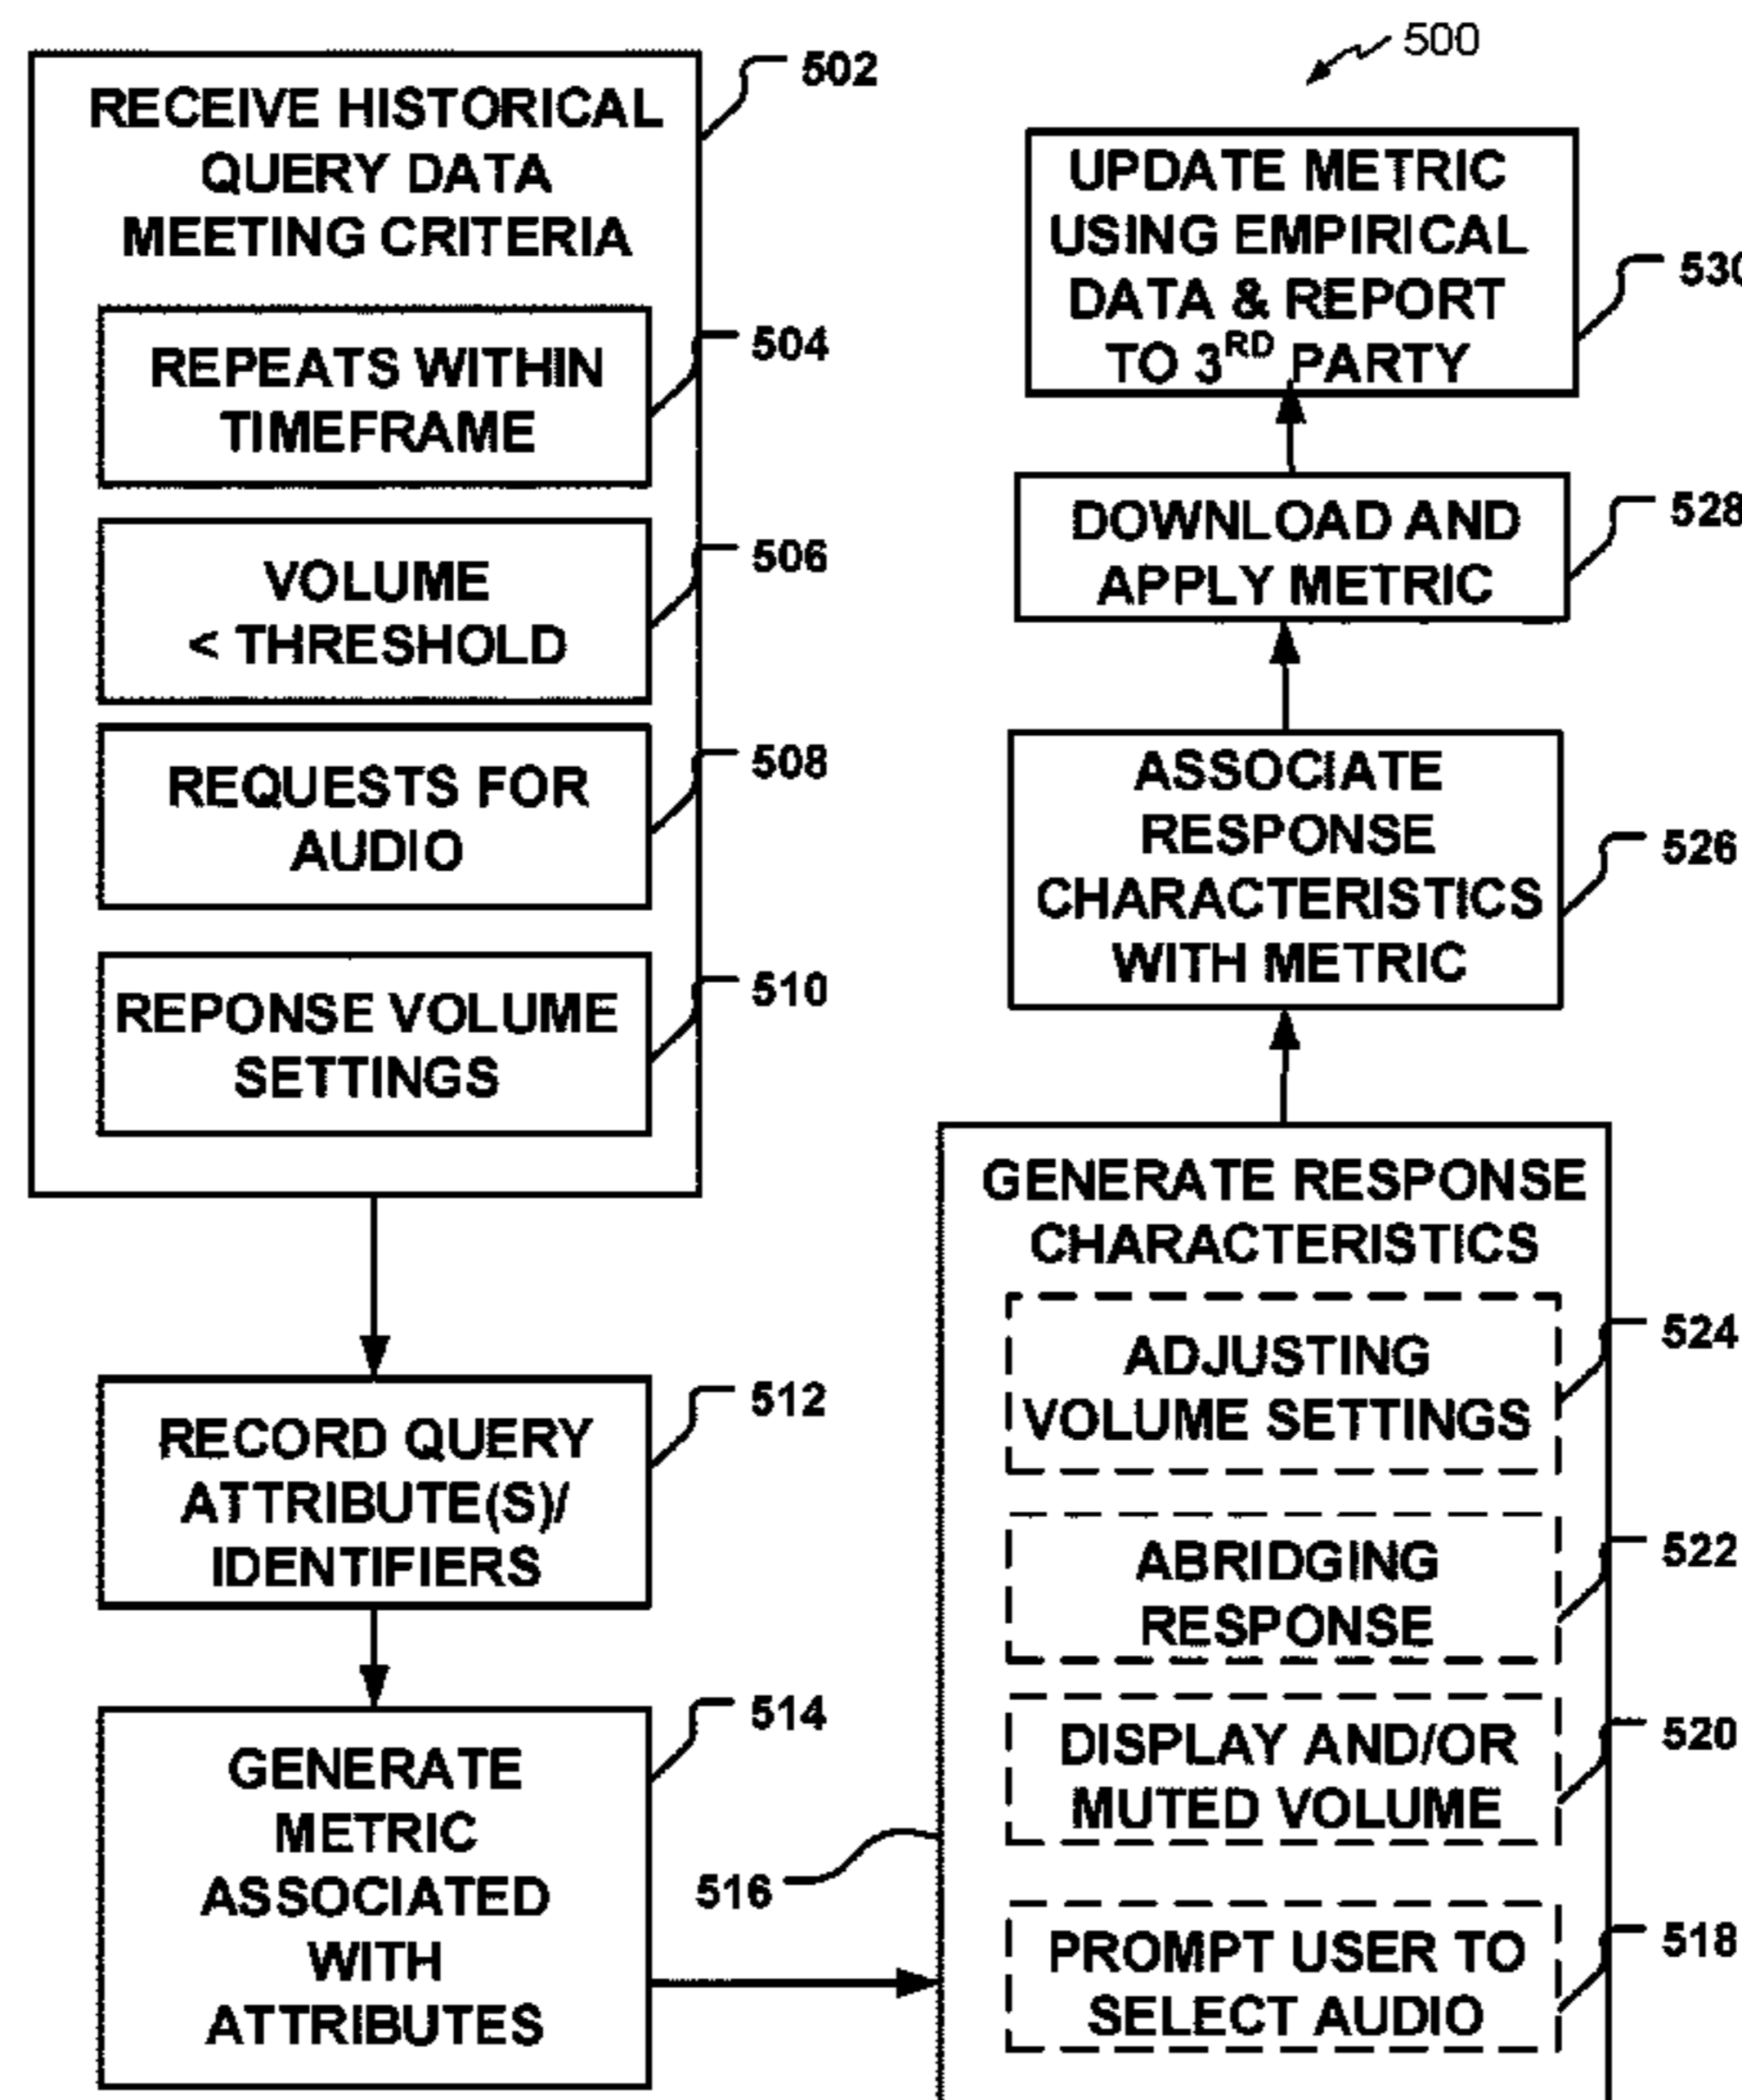 500
RECEIVE HISTORICAL
QUERY DATA
MEETING CRITERIA
502
REPEATS WITHIN
TIMEFRAME
504
VOLUME
< THRESHOLD
506
REQUESTS FOR
AUDIO
508
REPONSE VOLUME
SETTINGS
510
RECORD QUERY
ATTRIBUTE(S)/
IDENTIFIERS
512
GENERATE
METRIC
ASSOCIATED
WITH
ATTRIBUTES
514
516
GENERATE RESPONSE
CHARACTERISTICS
ADJUSTING
VOLUME SETTINGS
524
ABRIDGING
RESPONSE
522
DISPLAY AND/OR
MUTED VOLUME
520
PROMPT USER TO
SELECT AUDIO
518
ASSOCIATE
RESPONSE
CHARACTERISTICS
WITH METRIC
526
DOWNLOAD AND
APPLY METRIC
528
UPDATE METRIC
USING EMPIRICAL
DATA & REPORT
TO 3RD PARTY
530